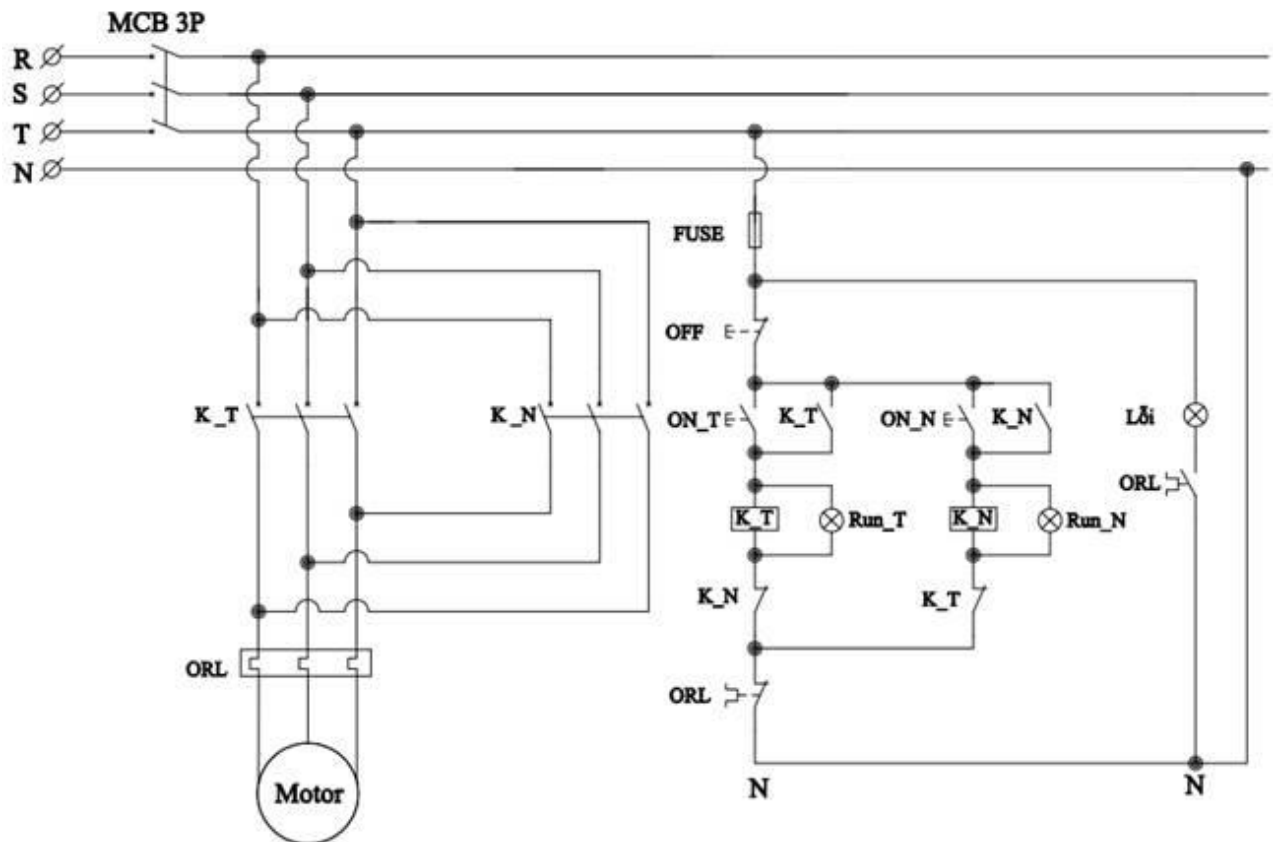 MCB 3P
R
S
T
N
FUSE
OFF
K_T
K_N
ON_T
K_T
ON_N
K_N
Lỗi
ORL
K_T
Run_T
K_N
Run_N
K_N
K_T
ORL
ORL
Motor
N
N